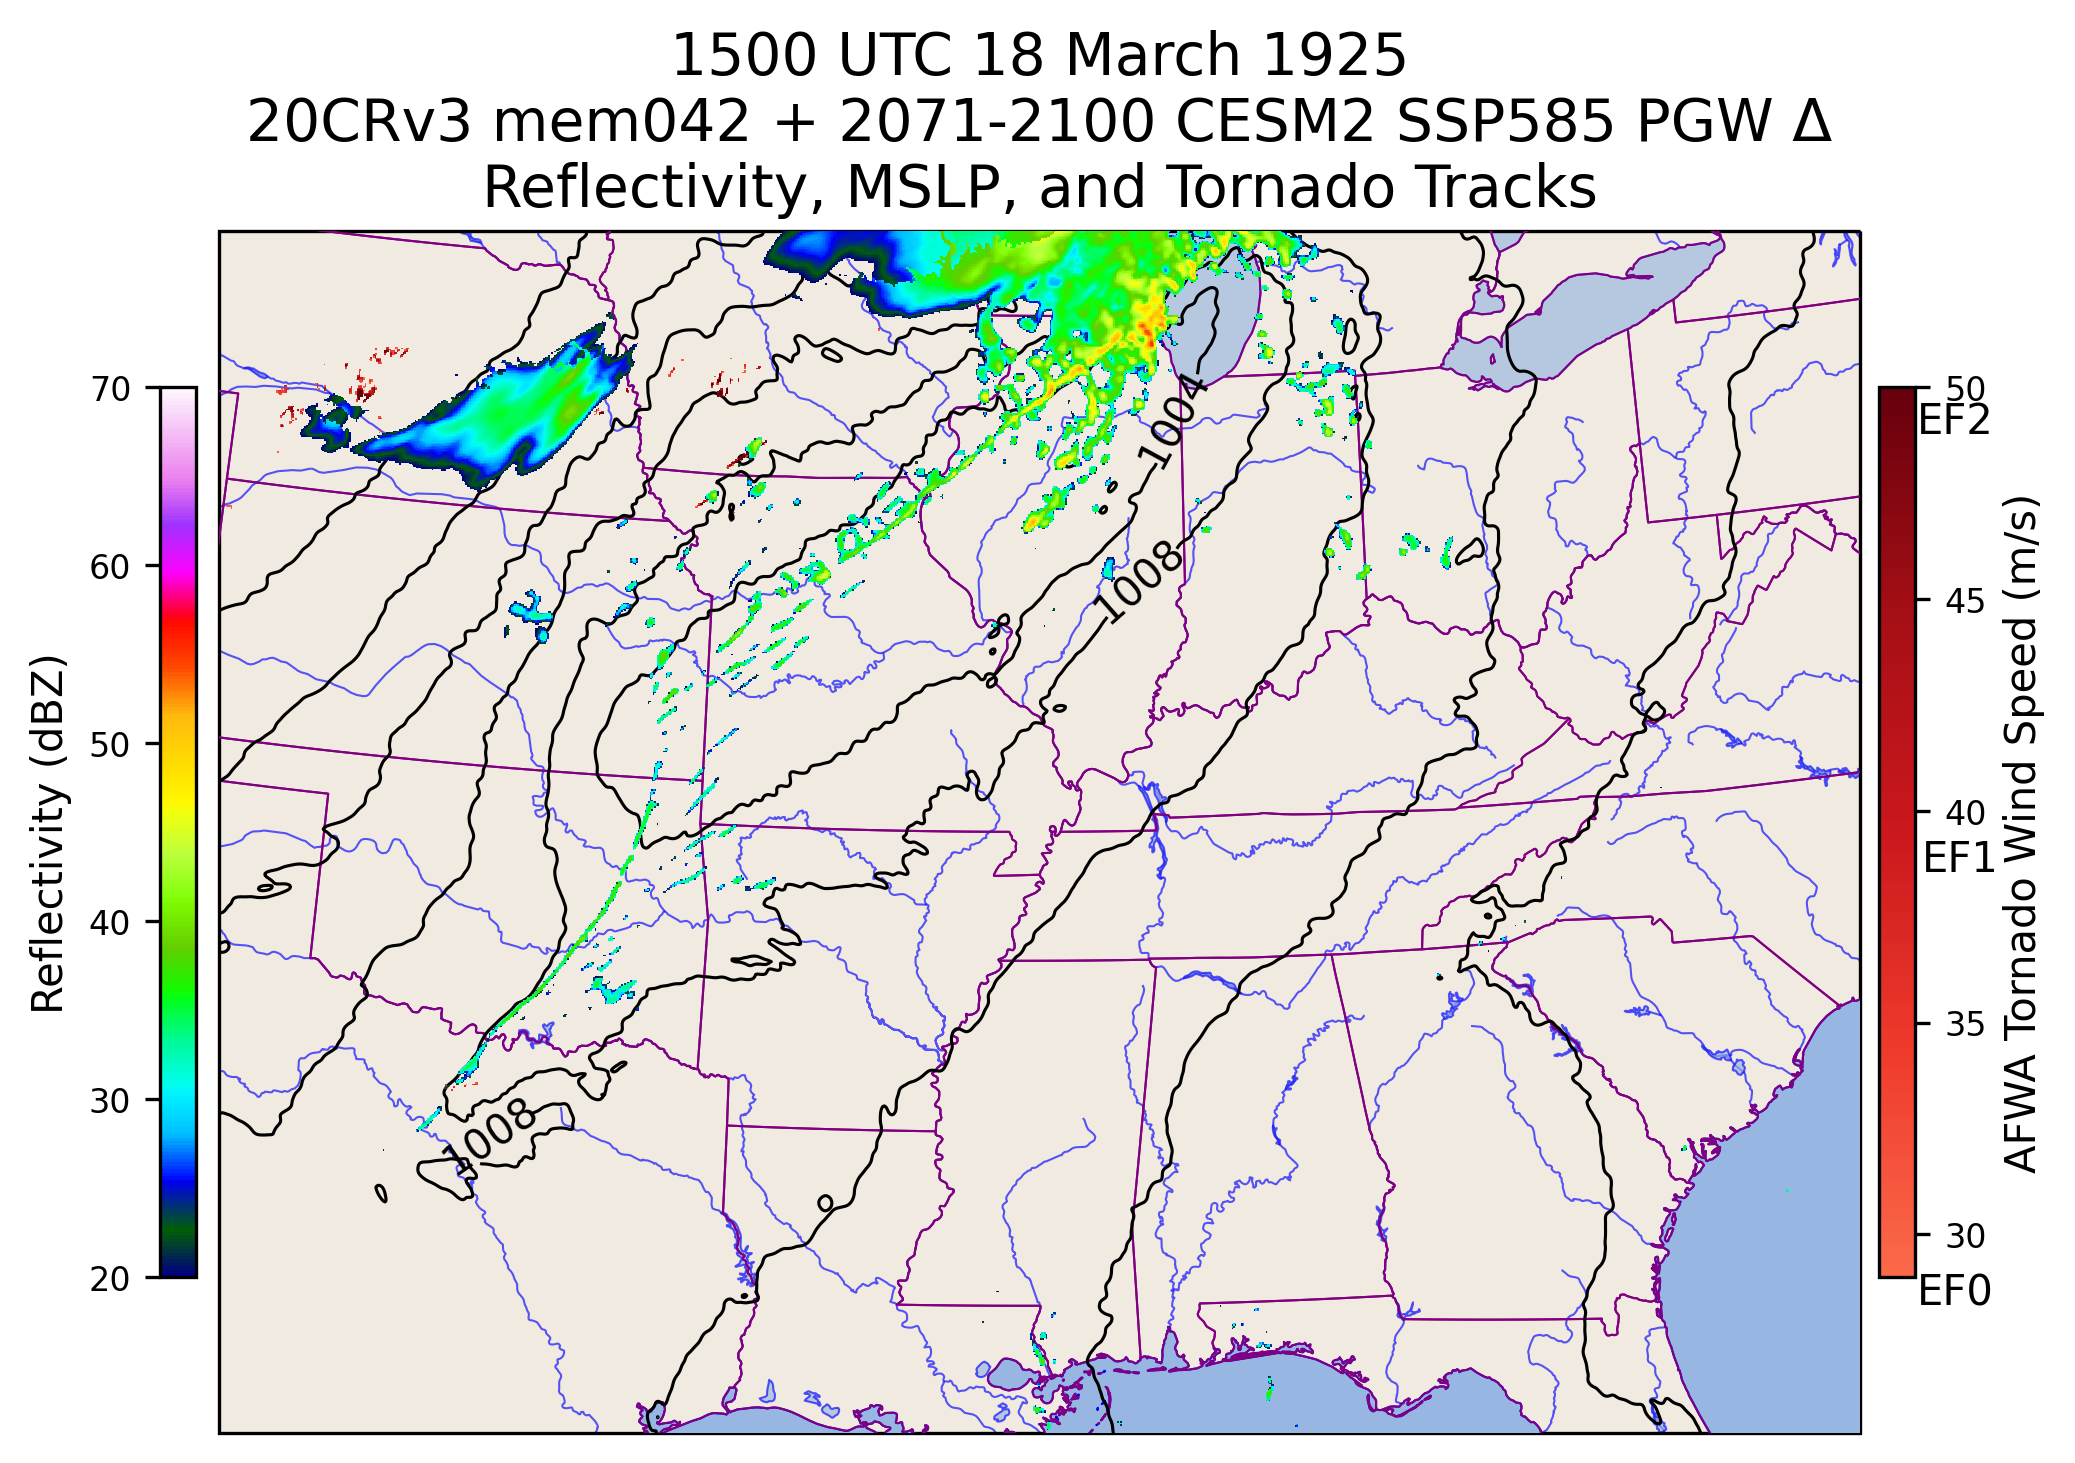 1500 UTC 18 March 1925
20CRv3 mem042 + 2071-2100 CESM2 SSP585 PGW Δ
Reflectivity, MSLP, and Tornado Tracks
70
60
50
40
30
20
Reflectivity (dBZ)
1004
1008
1008
50
EF2
45
40
EF1
35
30
EF0
AFWA Tornado Wind Speed (m/s)